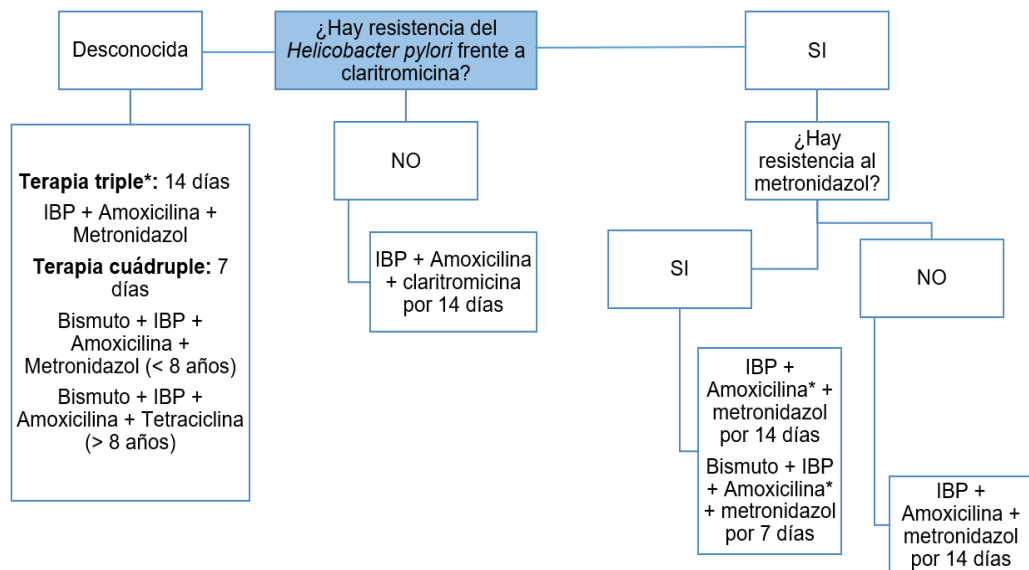 Desconocida
¿Hay resistencia del
Helicobacter pylori frente a
claritromicina?
SI
Terapia triple*: 14 días
IBP + Amoxicilina +
Metronidazol
Terapia cuádruple: 7
días
Bismuto + IBP +
Amoxicilina +
Metronidazol (< 8 años)
Bismuto + IBP +
Amoxicilina + Tetraciclina
(> 8 años)
NO
IBP + Amoxicilina
+ claritromicina
por 14 días
¿Hay
resistencia al
metronidazol?
SI
IBP +
Amoxicilina* +
metronidazol
por 14 días
Bismuto + IBP
+ Amoxicilina*
+ metronidazol
por 7 días
NO
IBP +
Amoxicilina +
metronidazol
por 14 días